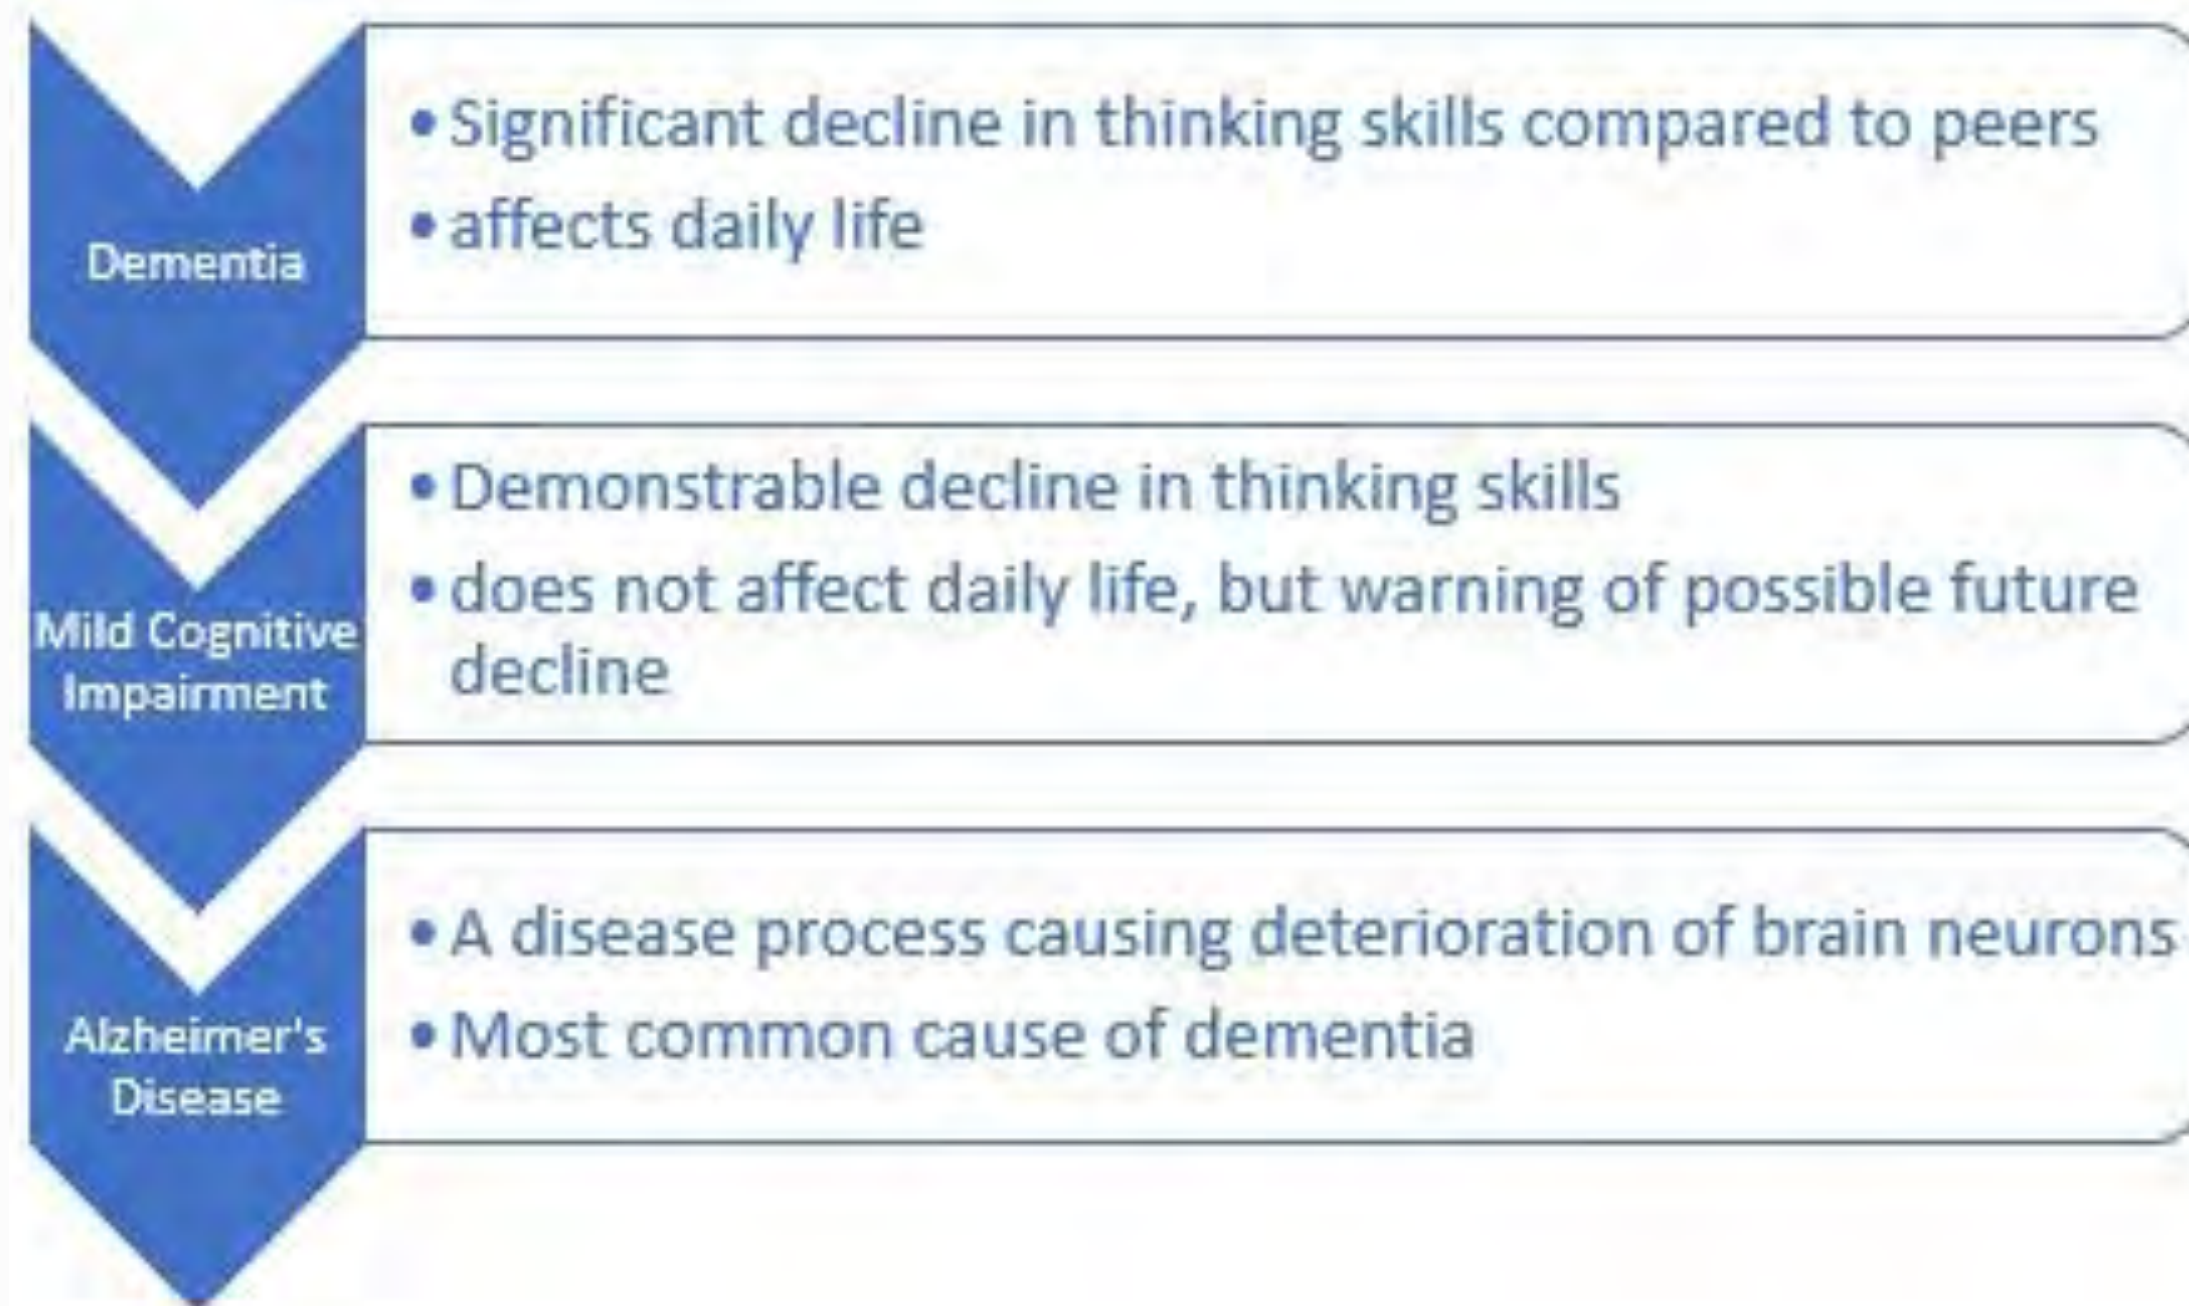 Dementia
• Significant decline in thinking skills compared to peers
• affects daily life
Mild Cognitive
Impairment
• Demonstrable decline in thinking skills
• does not affect daily life, but warning of possible future
decline
Alzheimer's
Disease
• A disease process causing deterioration of brain neurons
• Most common cause of dementia